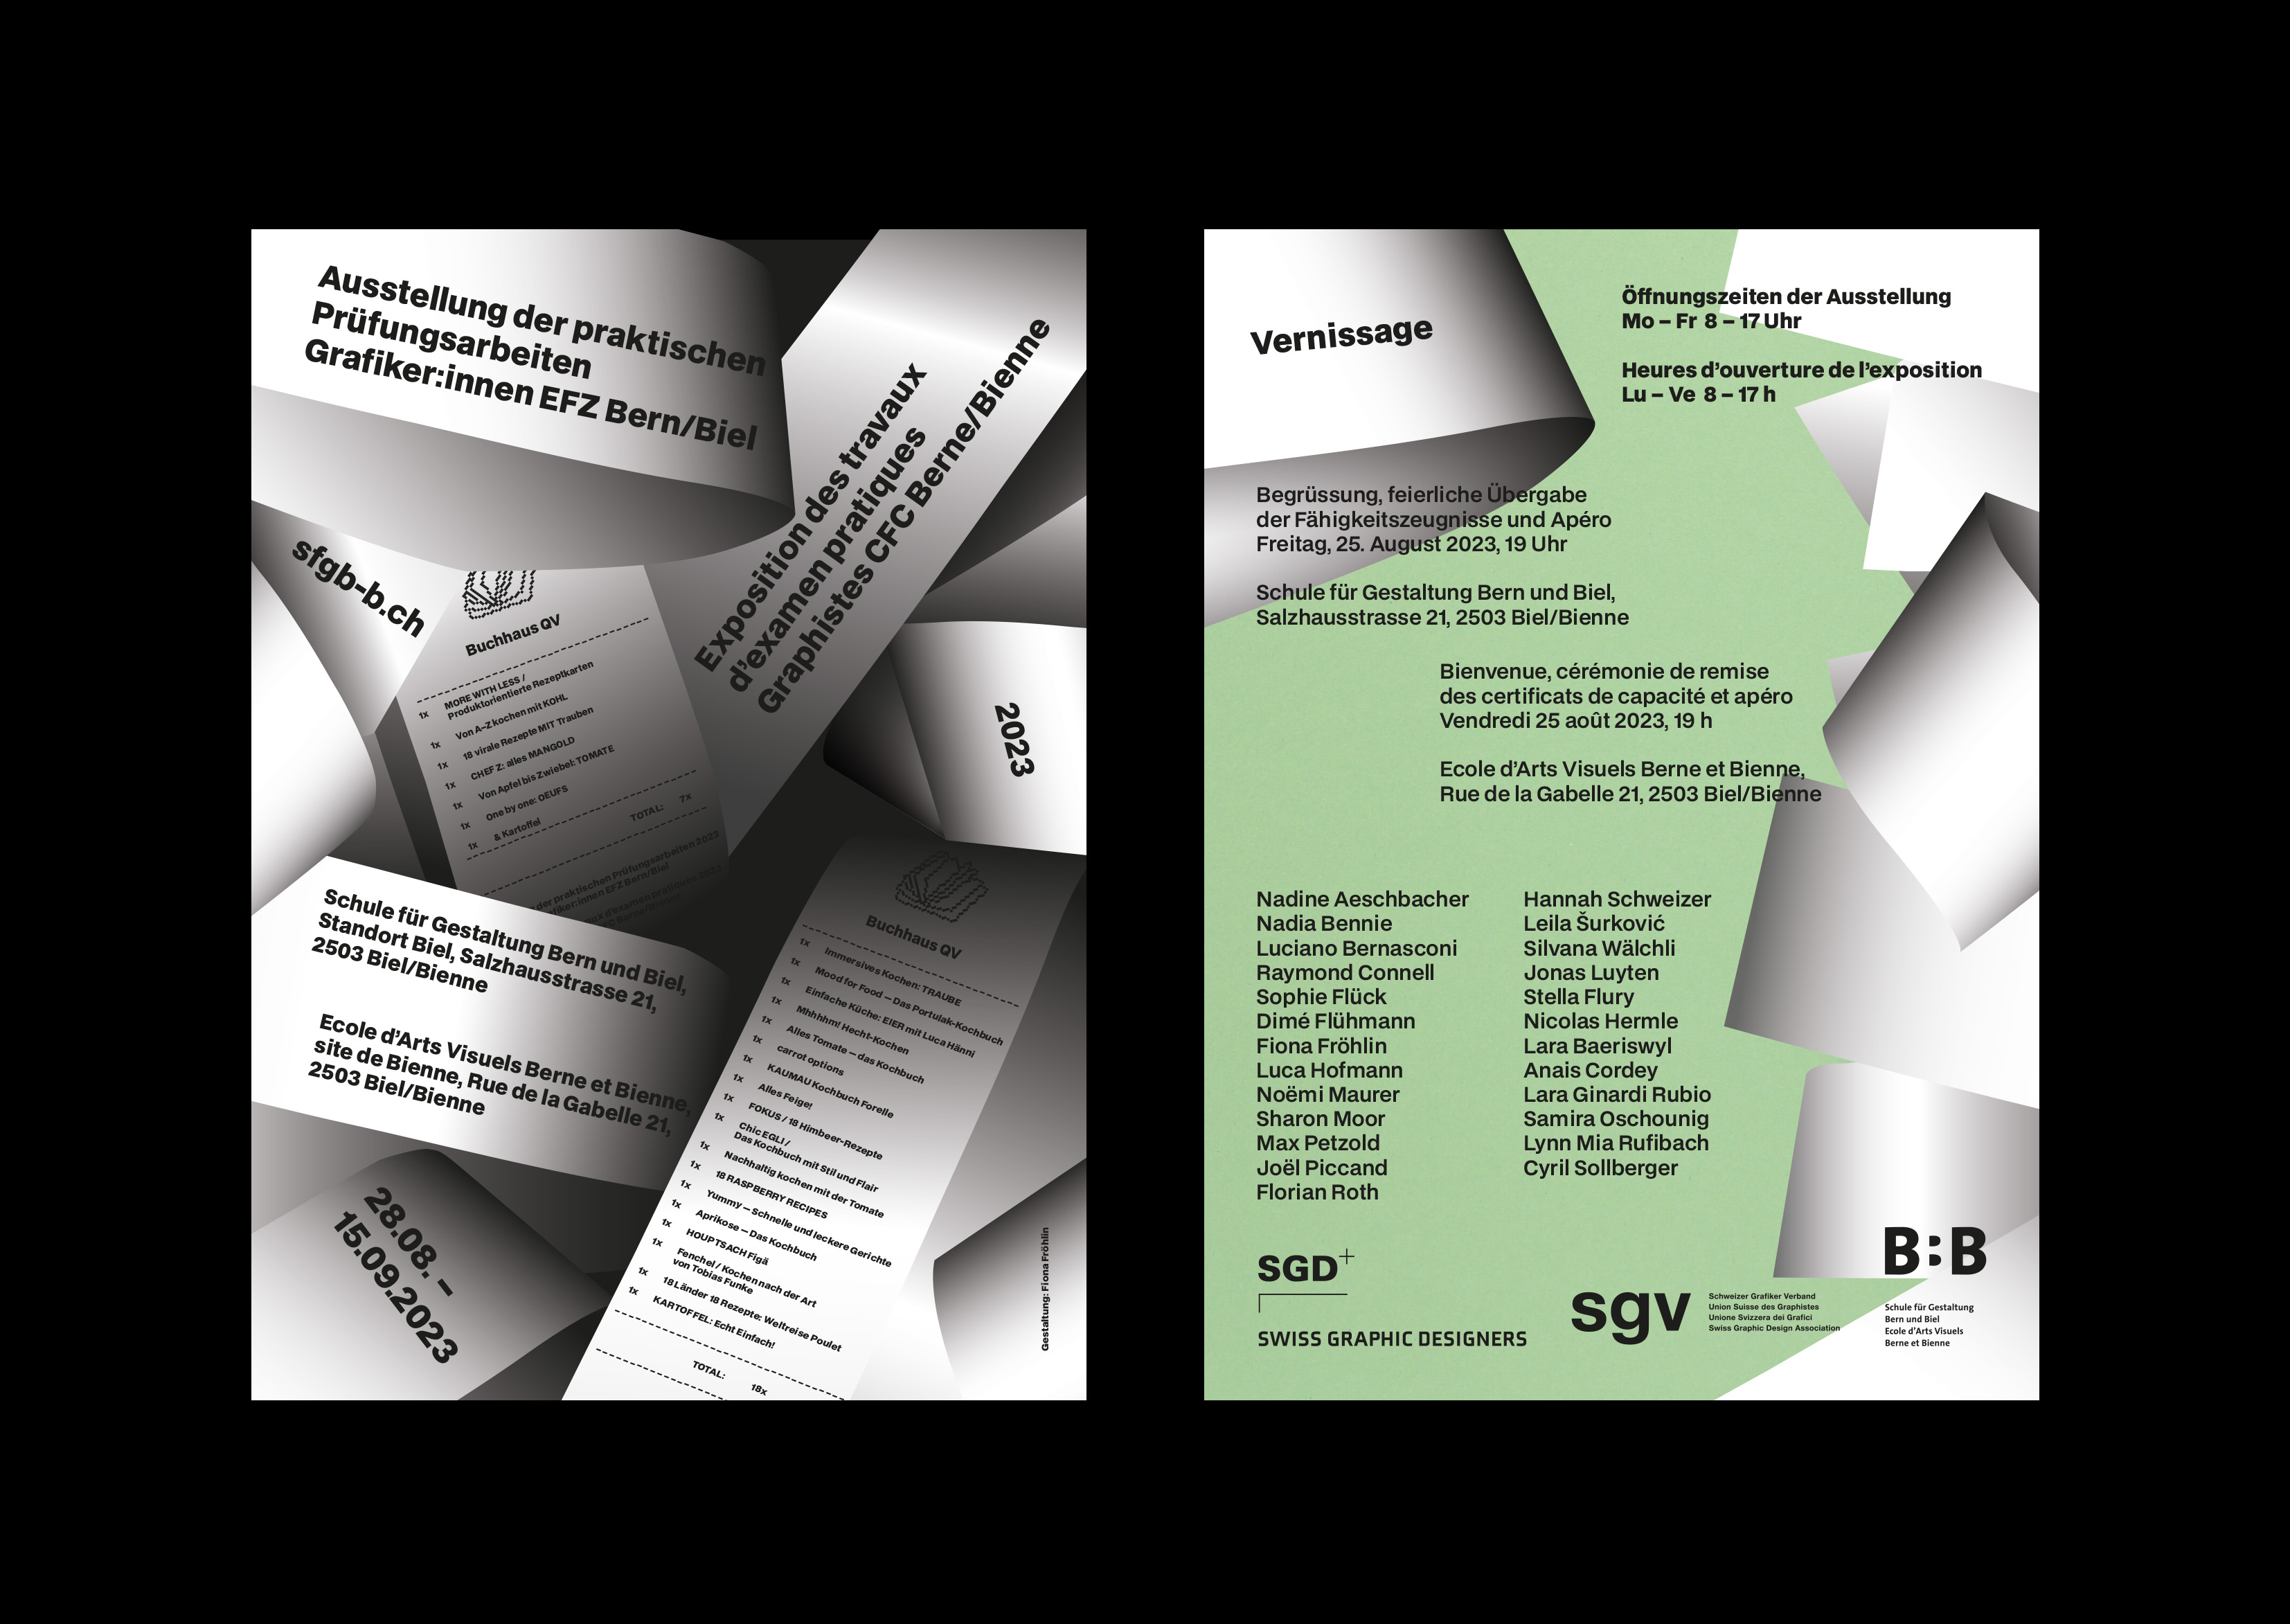 Ausstellung der praktischen
Prüfungsarbeiten
Grafiker:innen EFZ Bern/Biel
Exposition des travaux
d'examen pratiques
Graphistes CFC Berne/Bienne
sfgb-b.ch
Buchhaus QV
1x MORE WITH LESS /
Produktorientierte Rezeptkarten
1x Von A–Z kochen mit KOHL
1x 18 virale Rezepte MIT Trauben
1x CHEF Z: alles MANGOLD
1x Von Apfel bis Zwiebel: TOMATE
1x One by one: OEUFS
1x & Kartoffel
TOTAL: 7x
der praktischen Prüfungsarbeiten 2023
iker:innen EFZ Bern/Biel
aux d'examen pratiques 2023
2023
Schule für Gestaltung Bern und Biel,
Standort Biel, Salzhausstrasse 21,
2503 Biel/Bienne
Ecole d'Arts Visuels Berne et Bienne,
site de Bienne, Rue de la Gabelle 21,
2503 Biel/Bienne
28.08. –
15.09.2023
Buchhaus QV
1x Immersives Kochen: TRAUBE
1x Mood for Food – Das Portulak-Kochbuch
1x Einfache Küche: EIER mit Luca Hänni
1x Mhhhhm! Hecht-Kochen
1x Alles Tomate – das Kochbuch
1x carrot options
1x KAUMAU Kochbuch Forelle
1x Alles Feige!
1x FOKUS / 18 Himbeer-Rezepte
1x Chic EGLI /
Das Kochbuch mit Stil und Flair
1x Nachhaltig kochen mit der Tomate
1x 18 RASPBERRY RECIPES
1x Yummy – Schnelle und leckere Gerichte
1x Aprikose – Das Kochbuch
1x HOUPTSACH Figä
1x Fenchel / Kochen nach der Art
von Tobias Funke
1x 18 Länder 18 Rezepte: Weltreise Poulet
1x KARTOFFEL: Echt Einfach!
TOTAL: 18x
Gestaltung: Fiona Fröhlin
Vernissage
Öffnungszeiten der Ausstellung
Mo – Fr 8 – 17 Uhr
Heures d'ouverture de l'exposition
Lu – Ve 8 – 17 h
Begrüssung, feierliche Übergabe
der Fähigkeitszeugnisse und Apéro
Freitag, 25. August 2023, 19 Uhr
Schule für Gestaltung Bern und Biel,
Salzhausstrasse 21, 2503 Biel/Bienne
Bienvenue, cérémonie de remise
des certificats de capacité et apéro
Vendredi 25 août 2023, 19 h
Ecole d'Arts Visuels Berne et Bienne,
Rue de la Gabelle 21, 2503 Biel/Bienne
Nadine Aeschbacher
Nadia Bennie
Luciano Bernasconi
Raymond Connell
Sophie Flück
Dimé Flühmann
Fiona Fröhlin
Luca Hofmann
Noëmi Maurer
Sharon Moor
Max Petzold
Joël Piccand
Florian Roth
Hannah Schweizer
Leila Šurković
Silvana Wälchli
Jonas Luyten
Stella Flury
Nicolas Hermle
Lara Baeriswyl
Anais Cordey
Lara Ginardi Rubio
Samira Oschounig
Lynn Mia Rufibach
Cyril Sollberger
SGD+
SWISS GRAPHIC DESIGNERS
sgv
Schweizer Grafiker Verband
Union Suisse des Graphistes
Unione Svizzera dei Grafici
Swiss Graphic Design Association
B:B
Schule für Gestaltung
Bern und Biel
Ecole d'Arts Visuels
Berne et Bienne